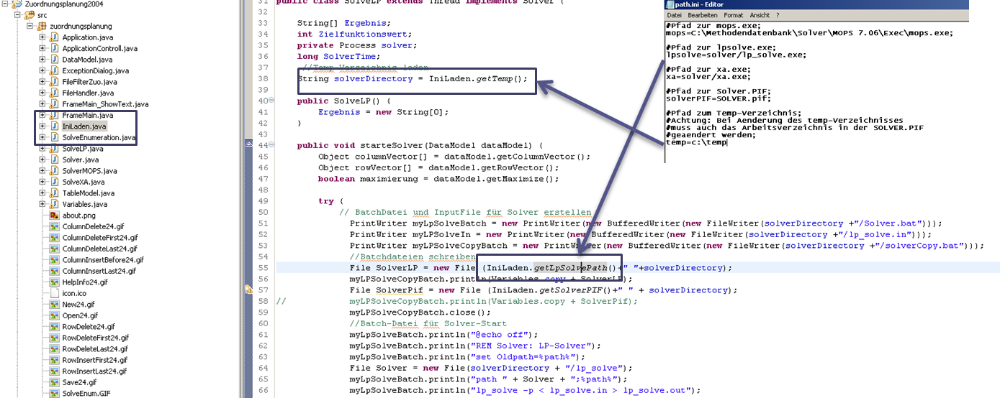 Zuordnungsplanung2004
src
zuordnungsplanung
Application.java
ApplicationControll.java
DataModel.java
ExceptionDialog.java
FileFilterZuo.java
FileHandler.java
FrameMain_ShowText.java
FrameMain.java
IniLaden.java
SolveEnumeration.java
SolveLP.java
Solver.java
SolverMOPS.java
SolveXA.java
TableModel.java
Variables.java
about.png
ColumnDelete24.gif
ColumnDeleteFirst24.gif
ColumnDeleteLast24.gif
ColumnInsertBefore24.gif
ColumnInsertLast24.gif
HelpInfo24.gif
icon.ico
New24.gif
Open24.gif
RowDelete24.gif
RowDeleteFirst24.gif
RowDeleteLast24.gif
RowInsertFirst24.gif
RowInsertLast24.gif
Save24.gif
SolveEnum.GIF
31 public class SolveLP extends Thread implements Solver {
32
33 String[] Ergebnis;
34 int Zielfunktionswert;
35 private Process solver;
36 long SolverTime;
37 //Temp Verzeichnis laden
38 String solverDirectory = IniLaden.getTemp();
39
40 public SolveLP() {
41 Ergebnis = new String[0];
42 }
43
44 public void starteSolver(DataModel dataModel) {
45 Object columnVector[] = dataModel.getColumnVector();
46 Object rowVector[] = dataModel.getRowVector();
47 boolean maximierung = dataModel.getMaximize();
48
49 try {
50 // BatchDatei und InputFile für Solver erstellen
51 PrintWriter myLpSolveBatch = new PrintWriter(new BufferedWriter(new FileWriter(solverDirectory +"/Solver.bat")));
52 PrintWriter myLPSolveIn = new PrintWriter(new BufferedWriter(new FileWriter(solverDirectory +"/lp_solve.in")));
53 PrintWriter myLPSolveCopyBatch = new PrintWriter(new BufferedWriter(new FileWriter(solverDirectory +"/solverCopy.bat")));
54 //Batchdateien schreiben
55 File SolverLP = new File (IniLaden.getLpSolvePath()+" "+solverDirectory);
56 myLPSolveCopyBatch.println(Variables.copy + SolverLP);
57 File SolverPif = new File (IniLaden.getSolverPIF()+" " + solverDirectory);
58 // myLPSolveCopyBatch.println(Variables.copy + SolverPif);
59 myLPSolveCopyBatch.close();
60 //Batch-Datei für Solver-Start
61 myLpSolveBatch.println("@echo off");
62 myLpSolveBatch.println("REM Solver: LP-Solver");
63 myLpSolveBatch.println("set Oldpath=%path%");
64 File Solver = new File(solverDirectory + "/lp_solve");
65 myLpSolveBatch.println("path " + Solver + ";%path%");
66 myLpSolveBatch.println("lp_solve -p < lp_solve.in > lp_solve.out");
path.ini - Editor
Datei Bearbeiten Format Ansicht ?
#Pfad zur mops.exe;
mops=C:\Methodendatenbank\Solver\MOPS 7.06\Exec\mops.exe;
#Pfad zur lpsolve.exe;
lpsolve=solver/lp_solve.exe;
#Pfad zur xa.exe;
xa=solver/xa.exe;
#Pfad zur Solver.PIF;
solverPIF=SOLVER.pif;
#Pfad zum Temp-Verzeichnis;
#Achtung: Bei Aenderung des temp-Verzeichnisses
#muss auch das Arbeitsverzeichnis in der SOLVER.PIF
#geaendert werden;
temp=c:\temp